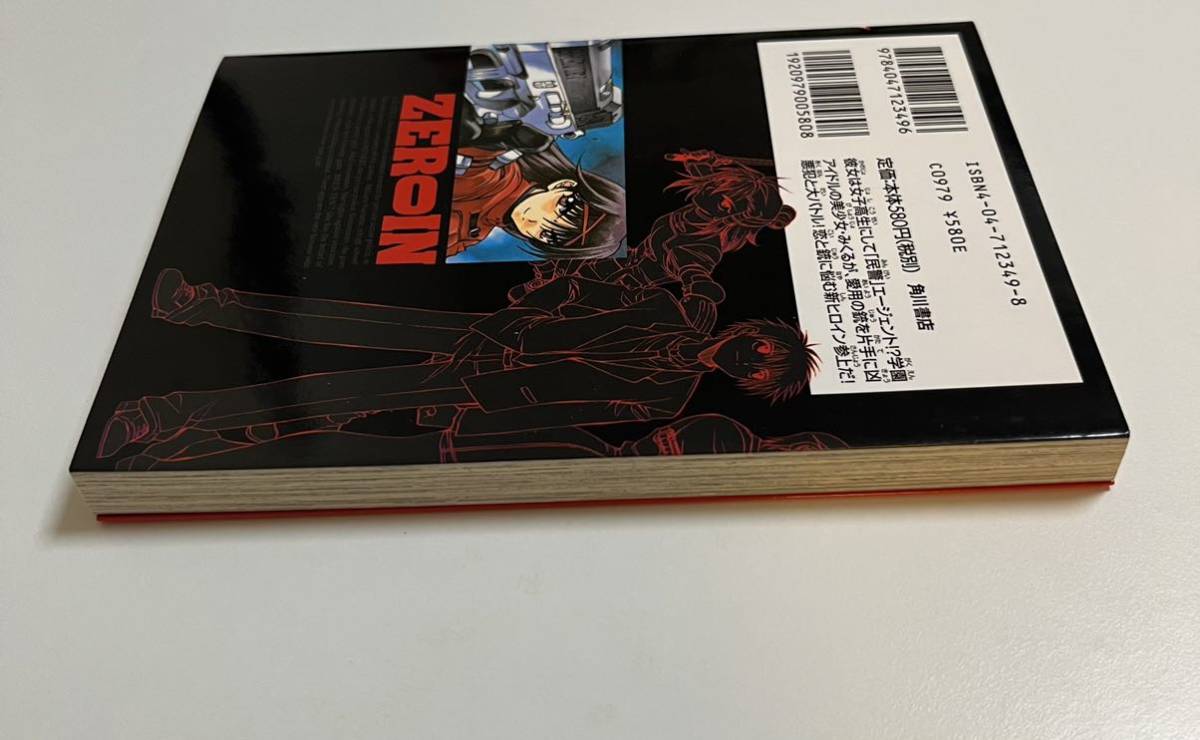 9784047123496
1920979005808
ISBN4-04-712349-8
C0979 ¥580E
定価:本体580円(税別) 角川書店
彼女は女子高生にして「民警」エージェント!?学園
アイドルの美少女・みくるが、愛用の銃を片手に凶
悪犯と大バトル!恋と銃に悩む新ヒロイン参上だ!
ZEROIN